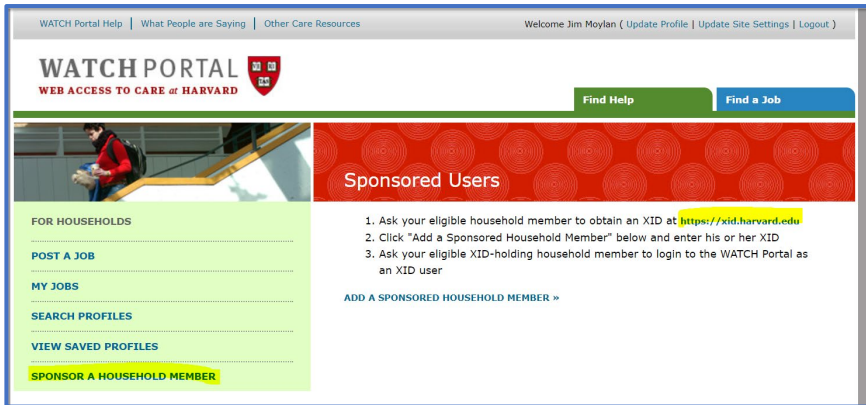 WATCH Portal Help | What People are Saying | Other Care Resources
Welcome Jim Moylan ( Update Profile | Update Site Settings | Logout )
WATCH PORTAL
WEB ACCESS TO CARE at HARVARD
VE RI TAS
Find Help
Find a Job
Sponsored Users
FOR HOUSEHOLDS
POST A JOB
MY JOBS
SEARCH PROFILES
VIEW SAVED PROFILES
SPONSOR A HOUSEHOLD MEMBER
1. Ask your eligible household member to obtain an XID at https://xid.harvard.edu
2. Click "Add a Sponsored Household Member" below and enter his or her XID
3. Ask your eligible XID-holding household member to login to the WATCH Portal as
an XID user
ADD A SPONSORED HOUSEHOLD MEMBER »